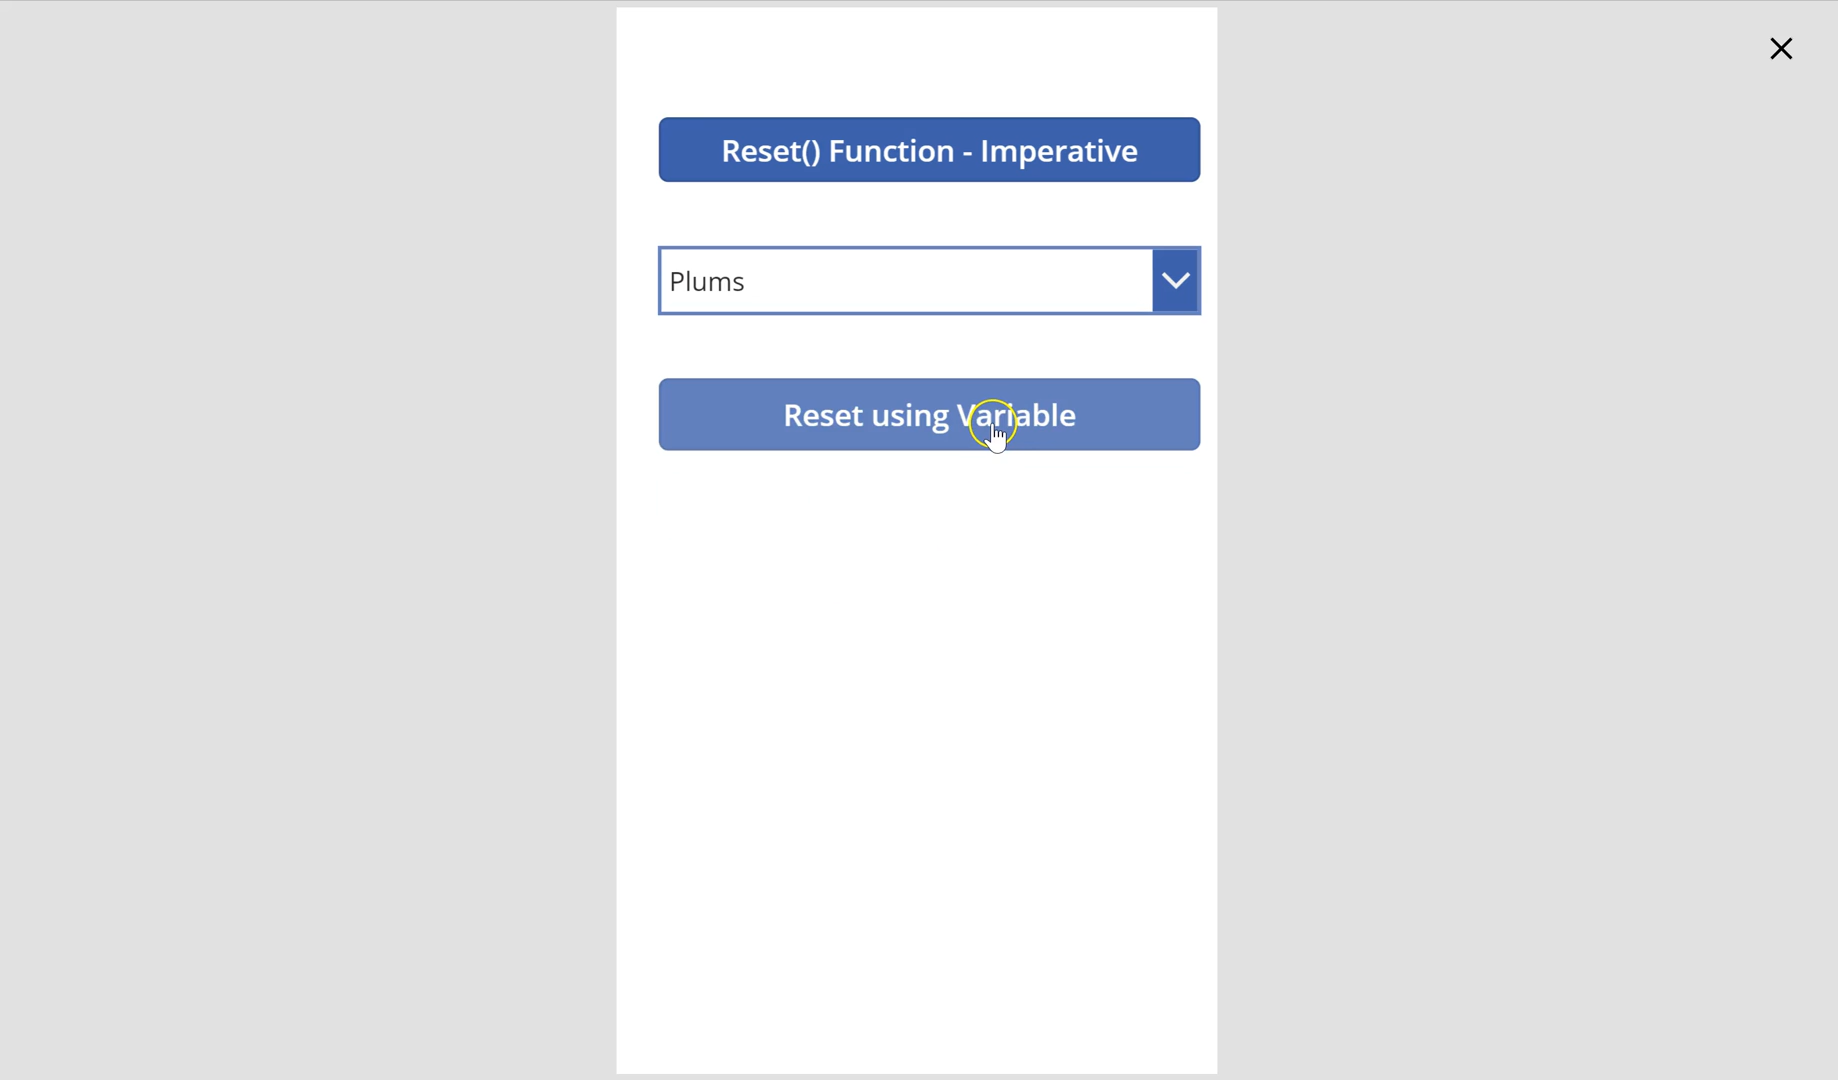 Reset() Function - Imperative
Plums
Reset using Variable